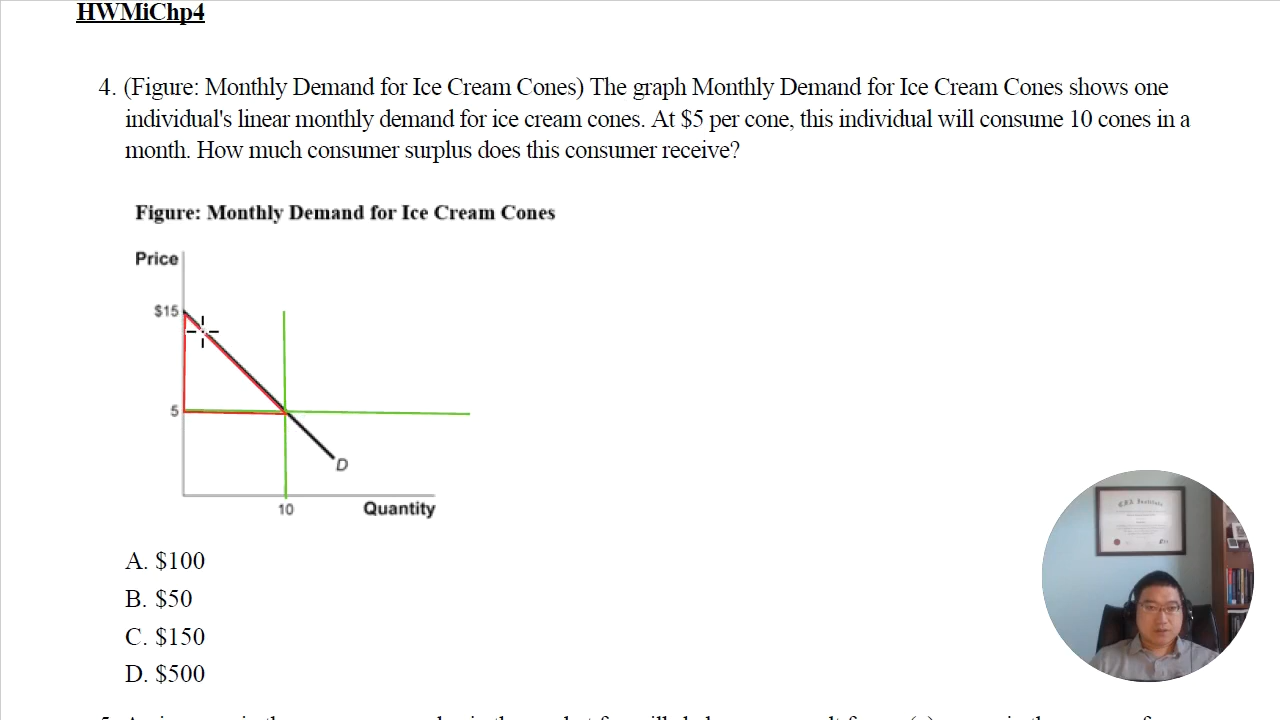 HWMiChp4
4. (Figure: Monthly Demand for Ice Cream Cones) The graph Monthly Demand for Ice Cream Cones shows one
individual's linear monthly demand for ice cream cones. At $5 per cone, this individual will consume 10 cones in a
month. How much consumer surplus does this consumer receive?
Figure: Monthly Demand for Ice Cream Cones
Price
$15
5
D
10
Quantity
A. $100
B. $50
C. $150
D. $500